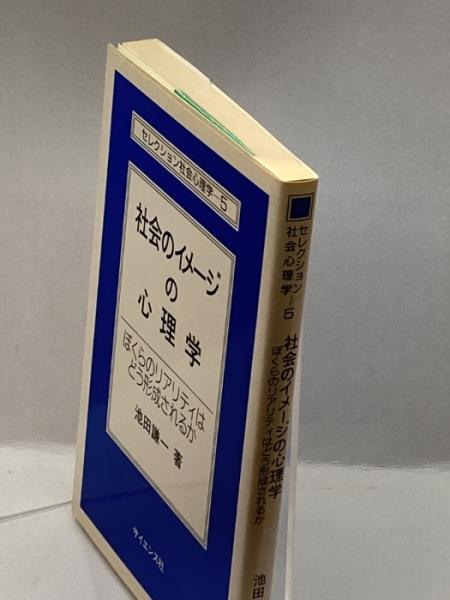 セレクション社会心理学—5
社会のイメージ
の
心理学
ぼくらのリアリティは
どう形成されるか
池田謙一 著
サイエンス社
セレクション
社会心理学—5
社会のイメージの心理学
ぼくらのリアリティはどう形成されるか
池田